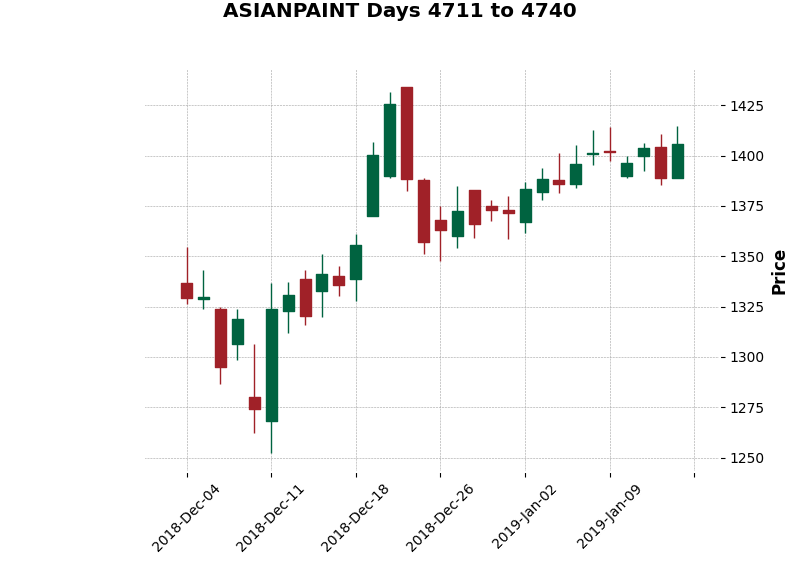 ASIANPAINT Days 4711 to 4740
1425
1400
1375
1350
1325
1300
1275
1250
Price
2018-Dec-04
2018-Dec-11
2018-Dec-18
2018-Dec-26
2019-Jan-02
2019-Jan-09